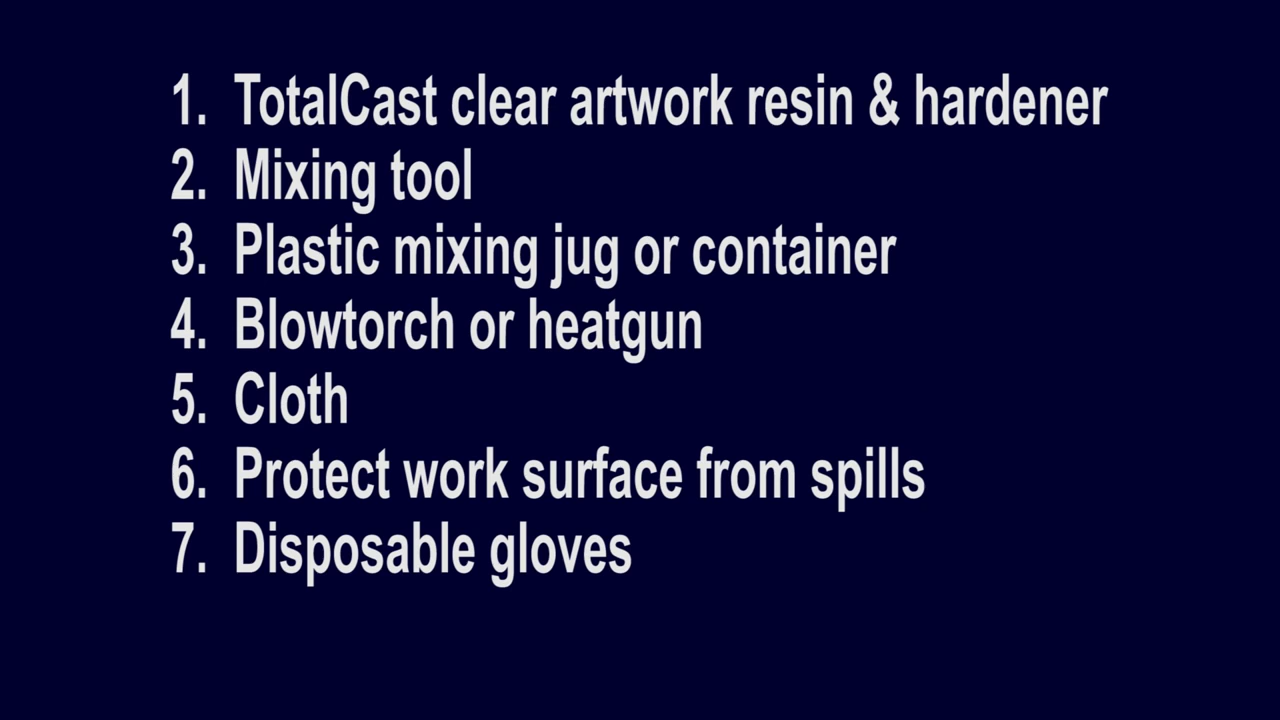 1. TotalCast clear artwork resin & hardener
2. Mixing tool
3. Plastic mixing jug or container
4. Blowtorch or heatgun
5. Cloth
6. Protect work surface from spills
7. Disposable gloves